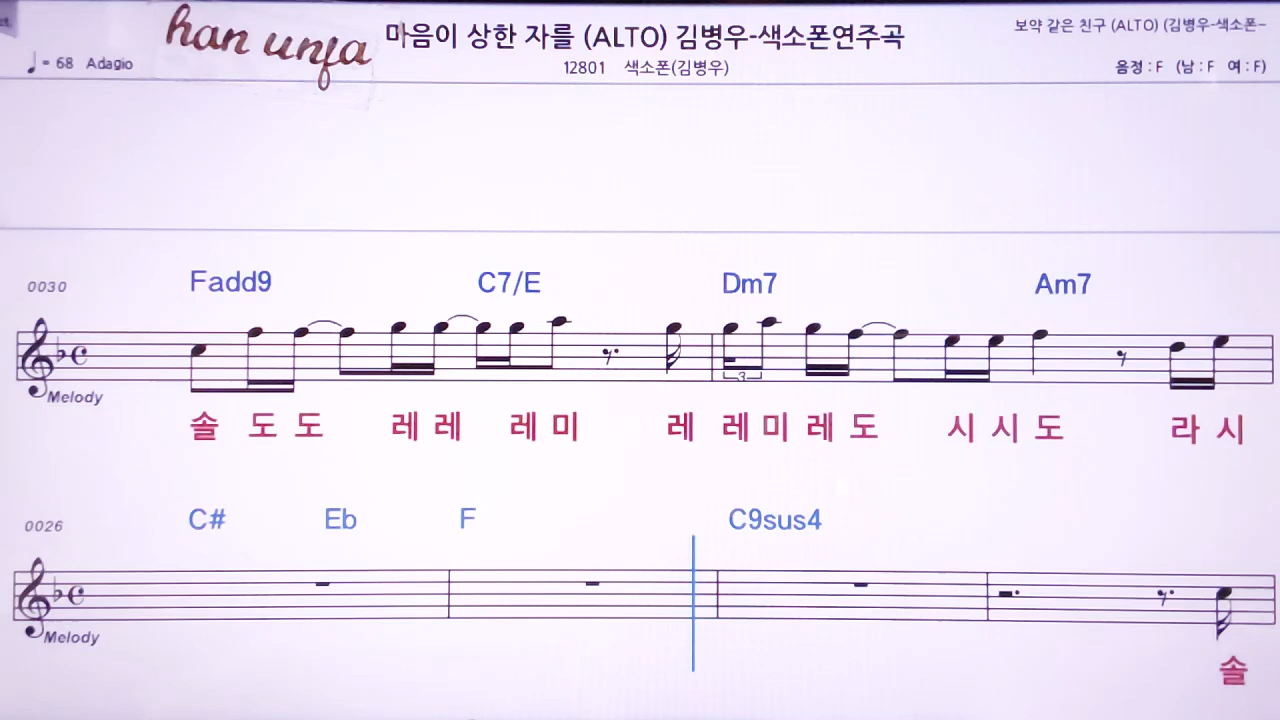 han unja
마음이 상한 자를 (ALTO) 김병우-색소폰연주곡
보약 같은 친구 (ALTO) (김병우-색소폰-
♩= 68 Adagio
12801 색소폰(김병우)
음정 : F (남 : F 여 : F)
0030 Fadd9 C7/E Dm7 Am7
3
Melody
솔 도 도 레 레 레 미 레 레 미 레 도 시 시 도 라 시
0026 C# Eb F C9sus4
Melody
솔